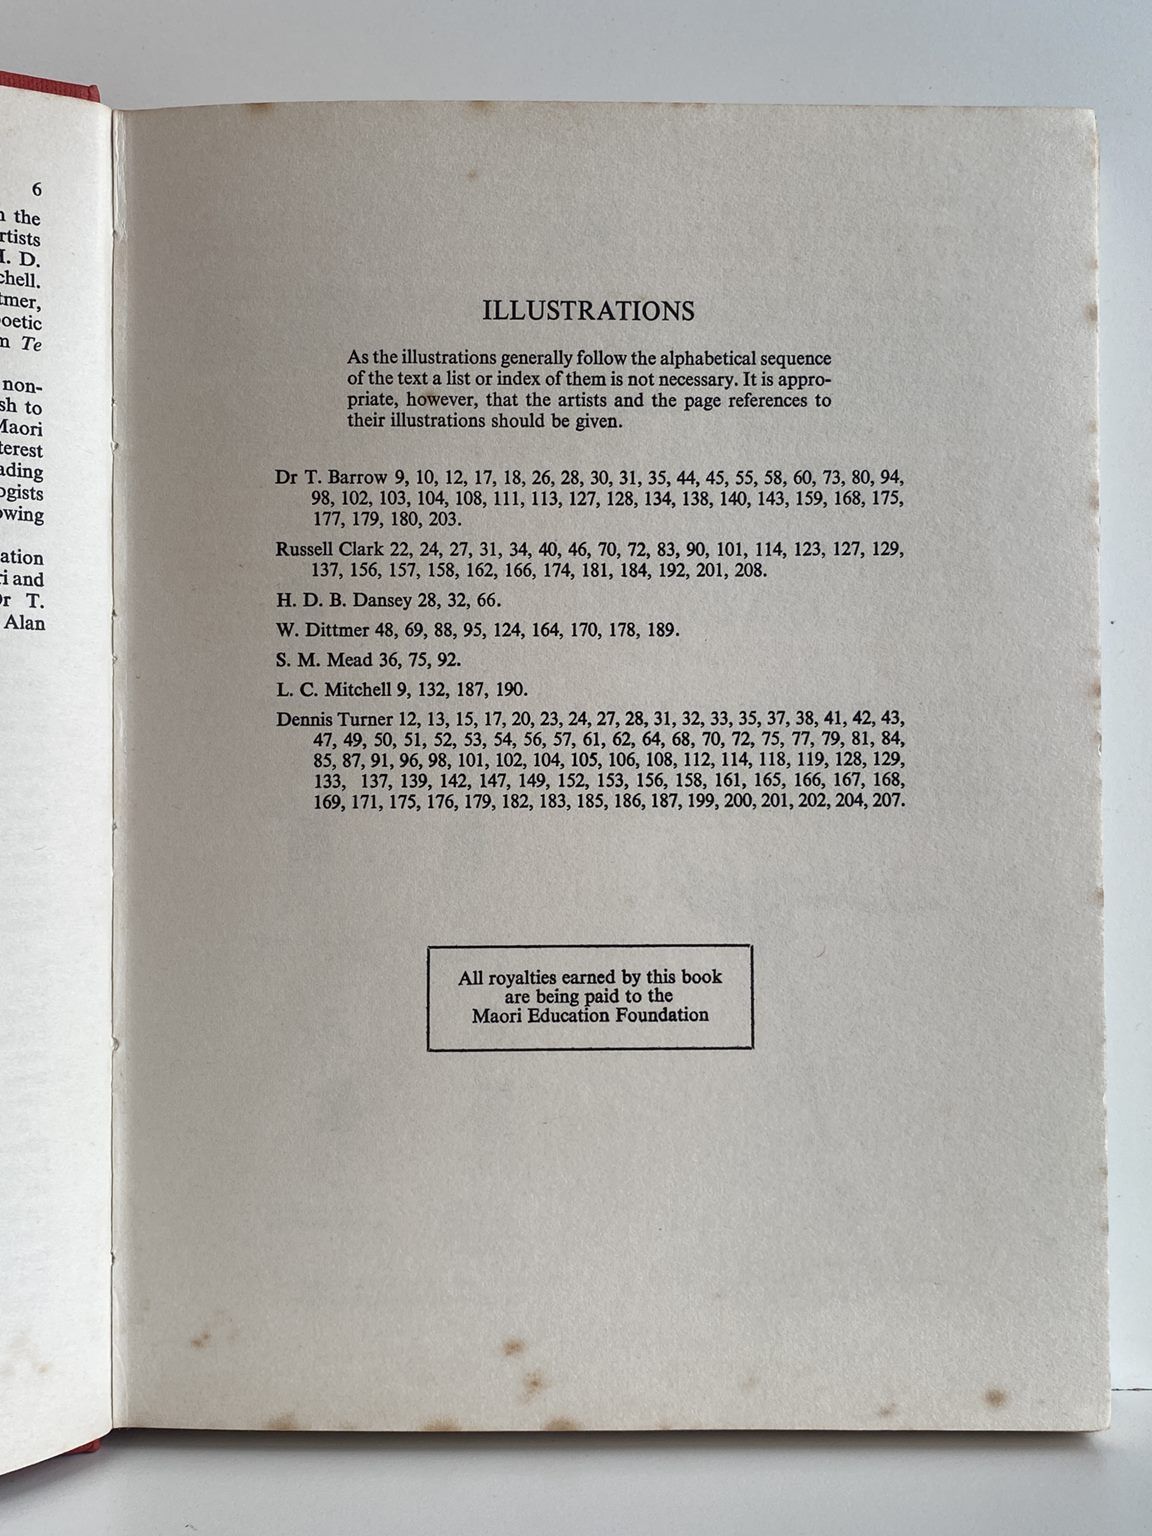 6
the
rtists
D.
chell.
tmer,
oetic
Te
non-
sh to
Maori
terest
ading
ogists
owing
ation
ri and
Dr T.
Alan
ILLUSTRATIONS
As the illustrations generally follow the alphabetical sequence
of the text a list or index of them is not necessary. It is appro-
priate, however, that the artists and the page references to
their illustrations should be given.
Dr T. Barrow 9, 10, 12, 17, 18, 26, 28, 30, 31, 35, 44, 45, 55, 58, 60, 73, 80, 94,
98, 102, 103, 104, 108, 111, 113, 127, 128, 134, 138, 140, 143, 159, 168, 175,
177, 179, 180, 203.
Russell Clark 22, 24, 27, 31, 34, 40, 46, 70, 72, 83, 90, 101, 114, 123, 127, 129,
137, 156, 157, 158, 162, 166, 174, 181, 184, 192, 201, 208.
H. D. B. Dansey 28, 32, 66.
W. Dittmer 48, 69, 88, 95, 124, 164, 170, 178, 189.
S. M. Mead 36, 75, 92.
L. C. Mitchell 9, 132, 187, 190.
Dennis Turner 12, 13, 15, 17, 20, 23, 24, 27, 28, 31, 32, 33, 35, 37, 38, 41, 42, 43,
47, 49, 50, 51, 52, 53, 54, 56, 57, 61, 62, 64, 68, 70, 72, 75, 77, 79, 81, 84,
85, 87, 91, 96, 98, 101, 102, 104, 105, 106, 108, 112, 114, 118, 119, 128, 129,
133, 137, 139, 142, 147, 149, 152, 153, 156, 158, 161, 165, 166, 167, 168,
169, 171, 175, 176, 179, 182, 183, 185, 186, 187, 199, 200, 201, 202, 204, 207.
All royalties earned by this book
are being paid to the
Maori Education Foundation